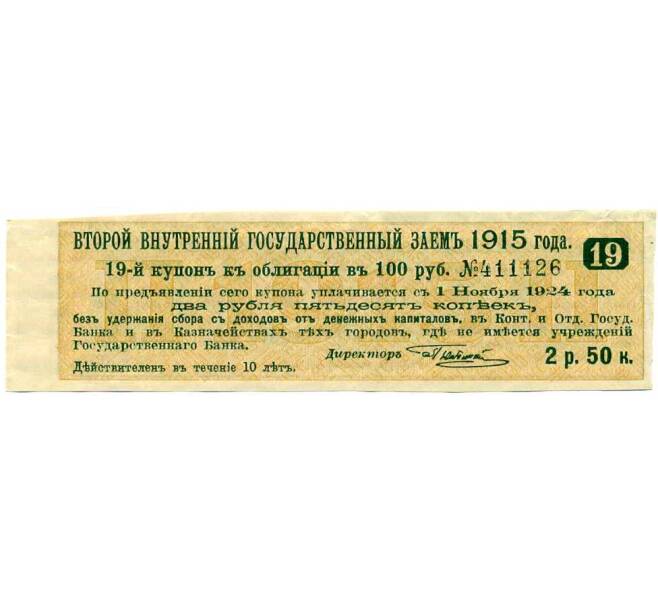 ВТОРОЙ ВНУТРЕННІЙ ГОСУДАРСТВЕННЫЙ ЗАЕМЪ 1915 года.
19
19-й купонъ къ облигаціи въ 100 руб. №411126
По предъявленіи сего купона уплачивается съ 1 Ноября 1924 года
два рубля пятьдесятъ копѣекъ,
безъ удержанія сбора съ доходовъ отъ денежныхъ капиталовъ, въ Конт. и Отд. Госуд.
Банка и въ Казначействахъ тѣхъ городовъ, гдѣ не имѣется учрежденій
Государственнаго Банка.
Директоръ
2 р. 50 к.
Дѣйствителенъ въ теченіе 10 лѣтъ.